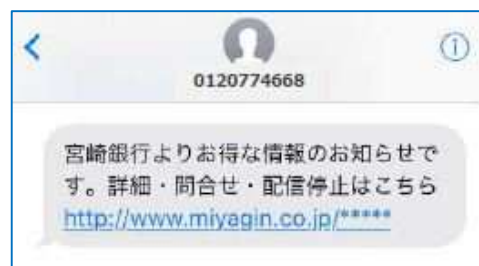 0120774668
宮崎銀行よりお得な情報のお知らせで
す。詳細・問合せ・配信停止はこちら
http://www.miyagin.co.jp/*****